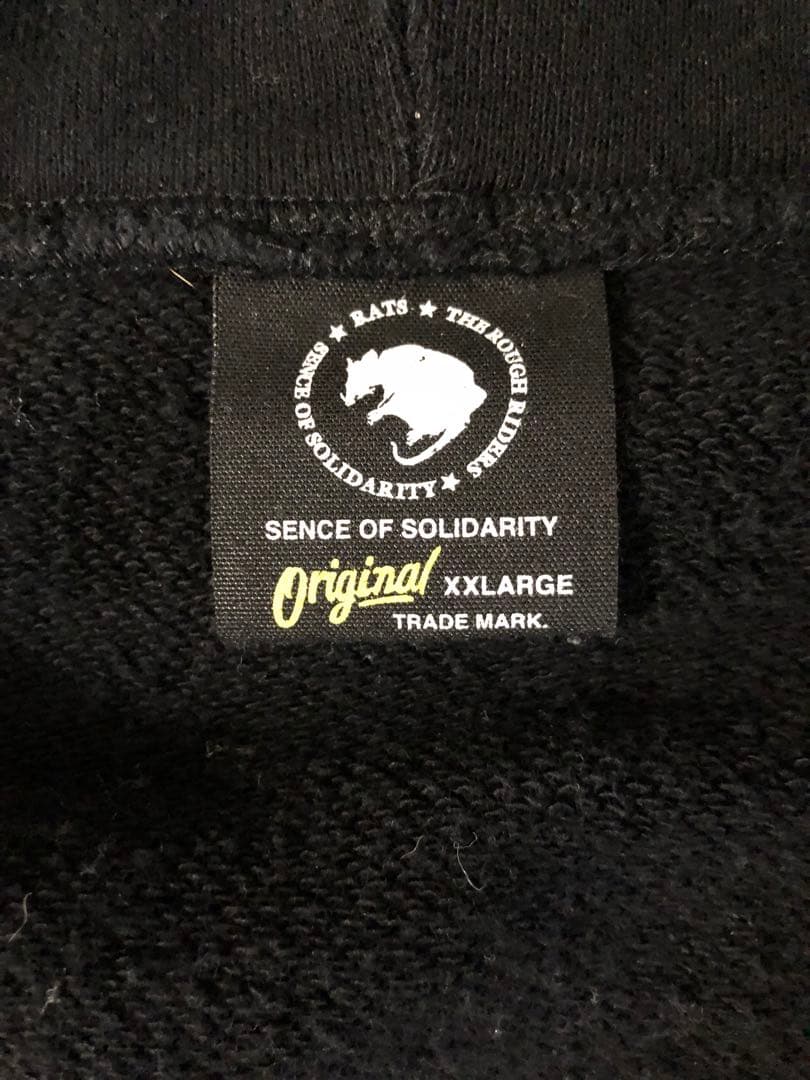 ★ RATS ★ THE ROUGH RIDERS ★ SENCE OF SOLIDARITY
SENCE OF SOLIDARITY
Original XXLARGE
TRADE MARK.